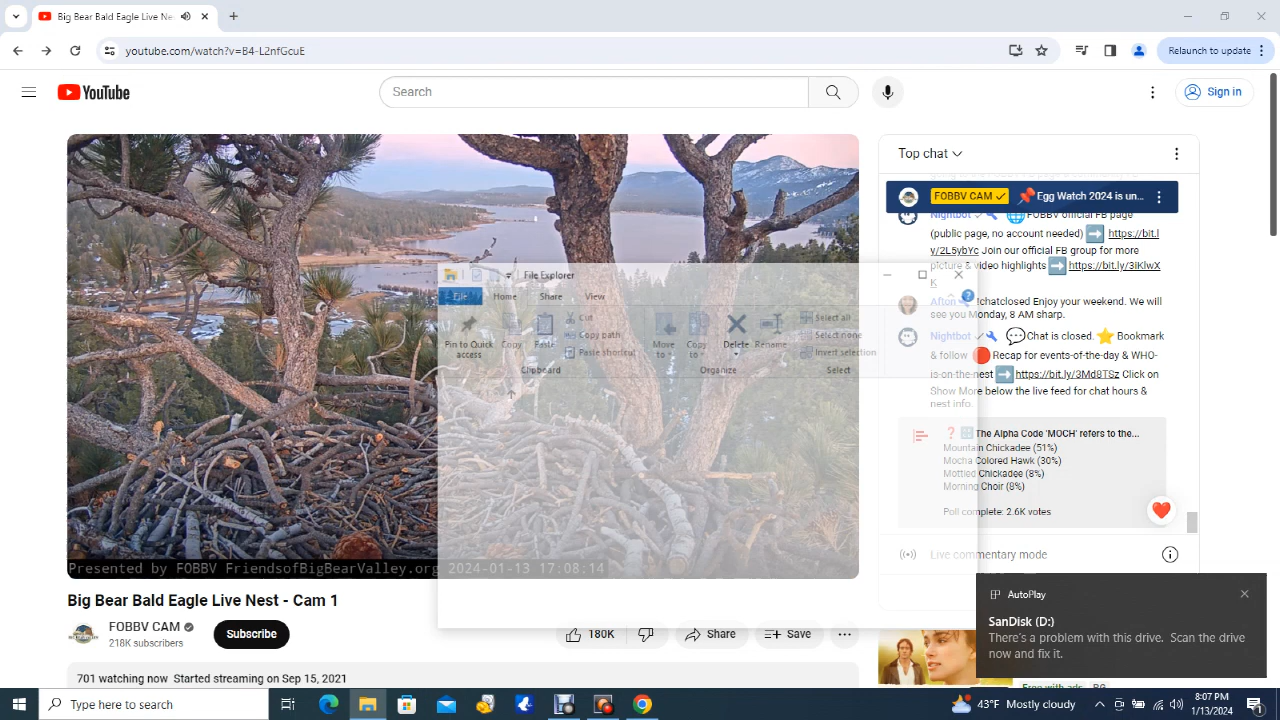 Big Bear Bald Eagle Live Ne
youtube.com/watch?v=B4-L2nfGcuE
Relaunch to update
YouTube
Search
Sign in
Top chat
FOBBV CAM Egg Watch 2024 is un...
Nightbot FOBBV official FB page
(public page, no account needed) https://bit.l
y/2L5ybYc Join our official FB group for more
picture & video highlights https://bit.ly/3iKlwX
K
Afton !chatclosed Enjoy your weekend. We will
see you Monday, 8 AM sharp.
Nightbot Chat is closed. Bookmark
& follow Recap for events-of-the-day & WHO-
is-on-the-nest https://bit.ly/3Md8TSz Click on
Show More below the live feed for chat hours &
nest info.
The Alpha Code 'MOCH' refers to the...
Mountain Chickadee (51%)
Mocha Colored Hawk (30%)
Mottled Chickadee (8%)
Morning Choir (8%)
Poll complete: 2.6K votes
Live commentary mode
File Explorer
File Home Share View
Pin to Quick
access
Copy
Paste
Cut
Copy path
Paste shortcut
Clipboard
Move
to
Copy
to
Delete
Rename
Organize
Select all
Select none
Invert selection
Select
Presented by FOBBV FriendsofBigBearValley.org 2024-01-13 17:08:14
Big Bear Bald Eagle Live Nest - Cam 1
FOBBV CAM
218K subscribers
Subscribe
180K
Share
Save
701 watching now Started streaming on Sep 15, 2021
AutoPlay
SanDisk (D:)
There's a problem with this drive. Scan the drive
now and fix it.
Free with ads PG
Type here to search
43°F Mostly cloudy
8:07 PM
1/13/2024
1